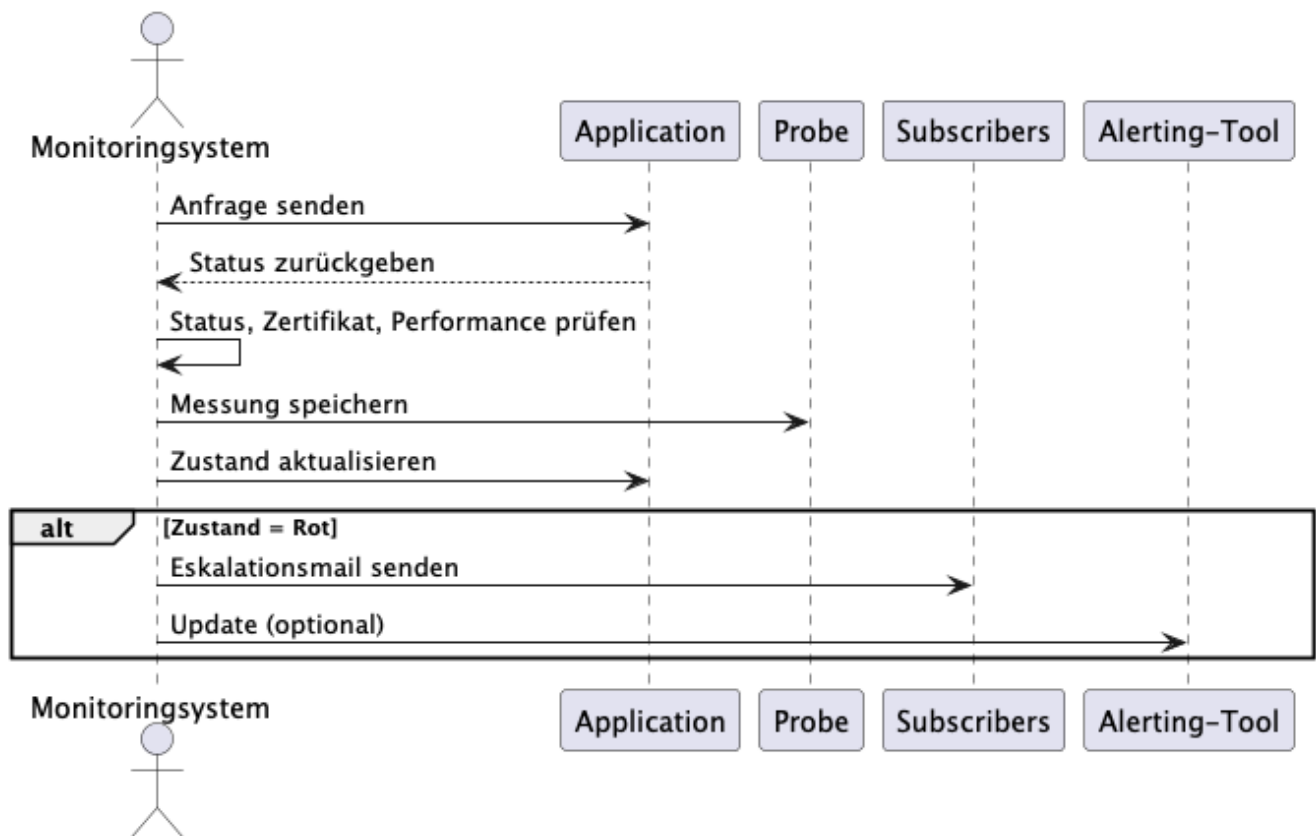 Monitoringsystem
Application
Probe
Subscribers
Alerting-Tool
Anfrage senden
Status zurückgeben
Status, Zertifikat, Performance prüfen
Messung speichern
Zustand aktualisieren
alt
[Zustand = Rot]
Eskalationsmail senden
Update (optional)
Monitoringsystem
Application
Probe
Subscribers
Alerting-Tool